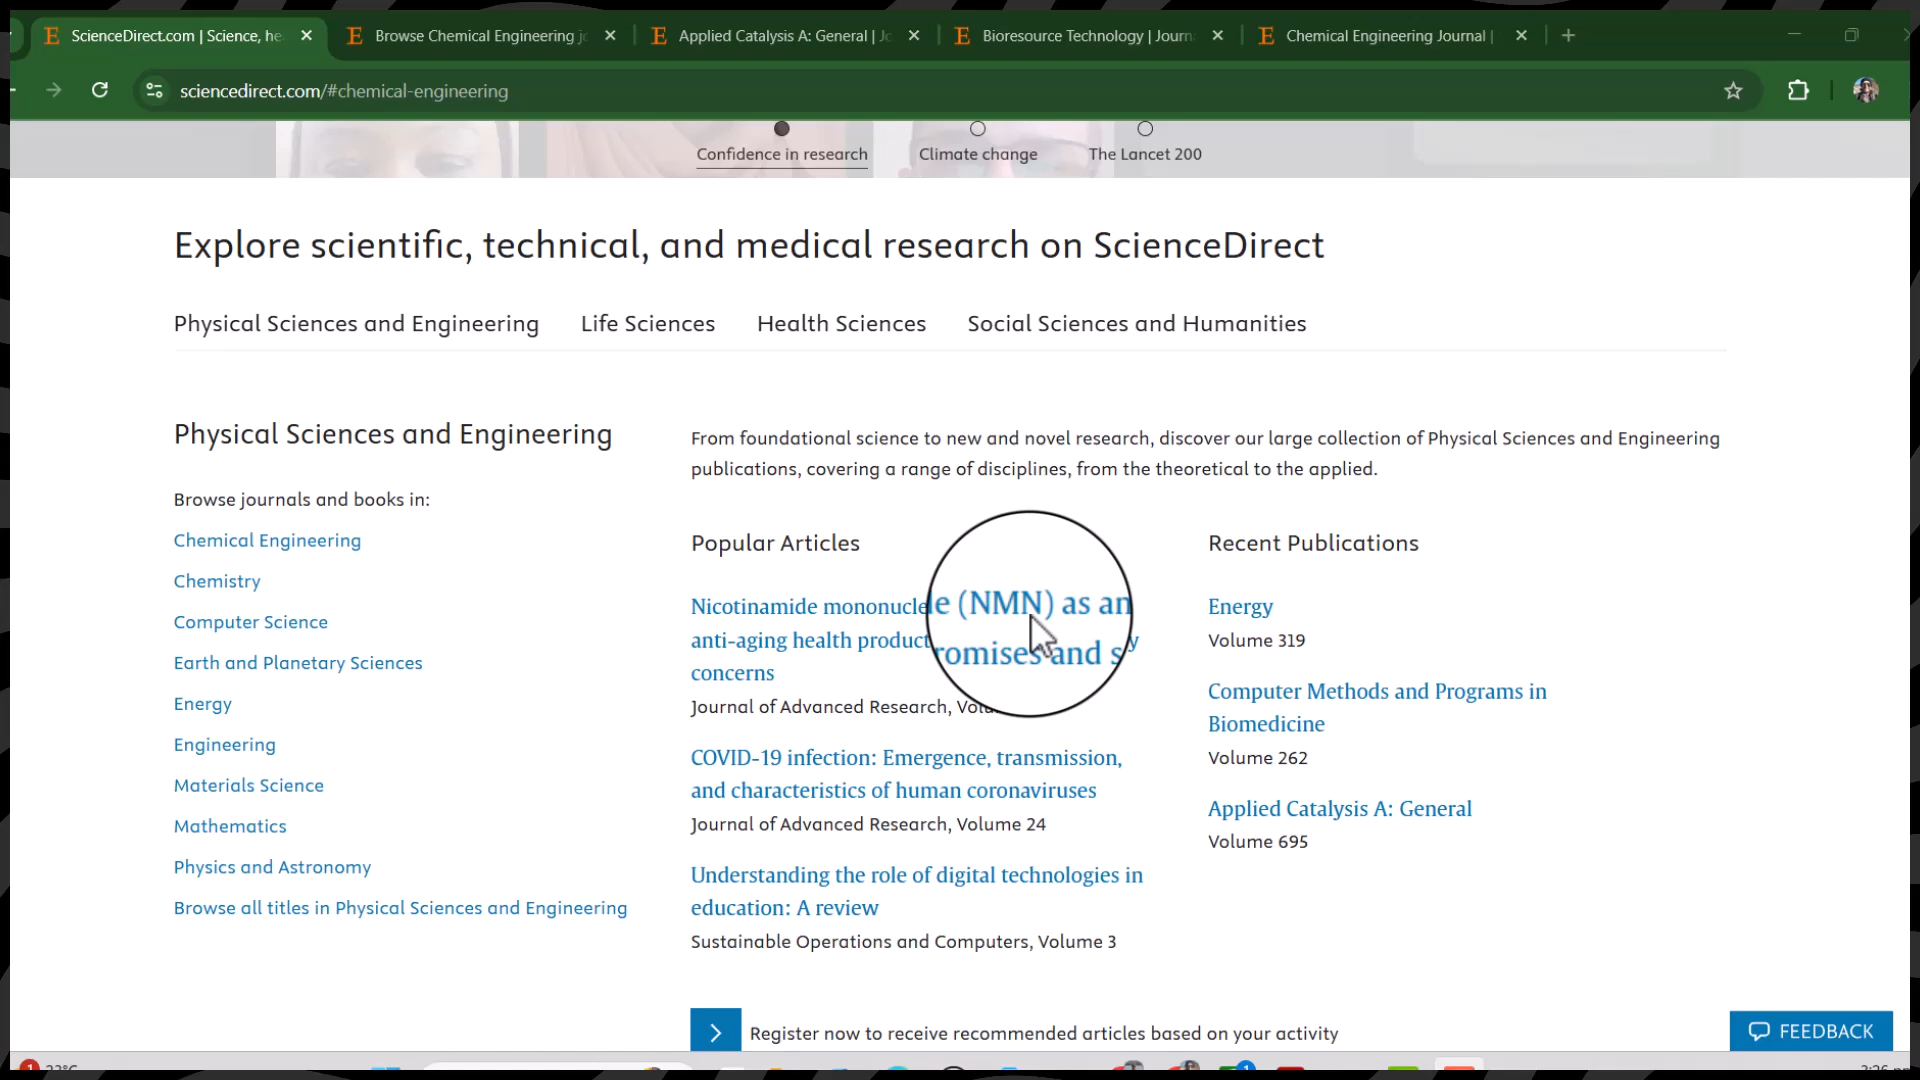 ScienceDirect.com | Science, he
Browse Chemical Engineering jo
Applied Catalysis A: General | Jo
Bioresource Technology | Journ
Chemical Engineering Journal |
sciencedirect.com/#chemical-engineering
Confidence in research
Climate change
The Lancet 200
Explore scientific, technical, and medical research on ScienceDirect
Physical Sciences and Engineering
Life Sciences
Health Sciences
Social Sciences and Humanities
Physical Sciences and Engineering
Browse journals and books in:
Chemical Engineering
Chemistry
Computer Science
Earth and Planetary Sciences
Energy
Engineering
Materials Science
Mathematics
Physics and Astronomy
Browse all titles in Physical Sciences and Engineering
From foundational science to new and novel research, discover our large collection of Physical Sciences and Engineering
publications, covering a range of disciplines, from the theoretical to the applied.
Popular Articles
Nicotinamide mononucle e (NMN) as an
anti-aging health product romises and s y
concerns
Journal of Advanced Research, Volu
COVID-19 infection: Emergence, transmission,
and characteristics of human coronaviruses
Journal of Advanced Research, Volume 24
Understanding the role of digital technologies in
education: A review
Sustainable Operations and Computers, Volume 3
Recent Publications
Energy
Volume 319
Computer Methods and Programs in
Biomedicine
Volume 262
Applied Catalysis A: General
Volume 695
Register now to receive recommended articles based on your activity
FEEDBACK